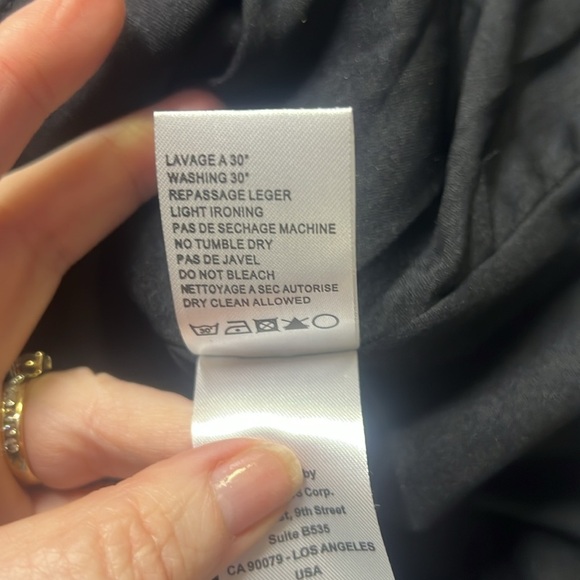 LAVAGE A 30°
WASHING 30°
REPASSAGE LEGER
LIGHT IRONING
PAS DE SECHAGE MACHINE
NO TUMBLE DRY
PAS DE JAVEL
DO NOT BLEACH
NETTOYAGE A SEC AUTORISE
DRY CLEAN ALLOWED
30
by
Corp.
9th Street
Suite B535
CA 90079 - LOS ANGELES
USA